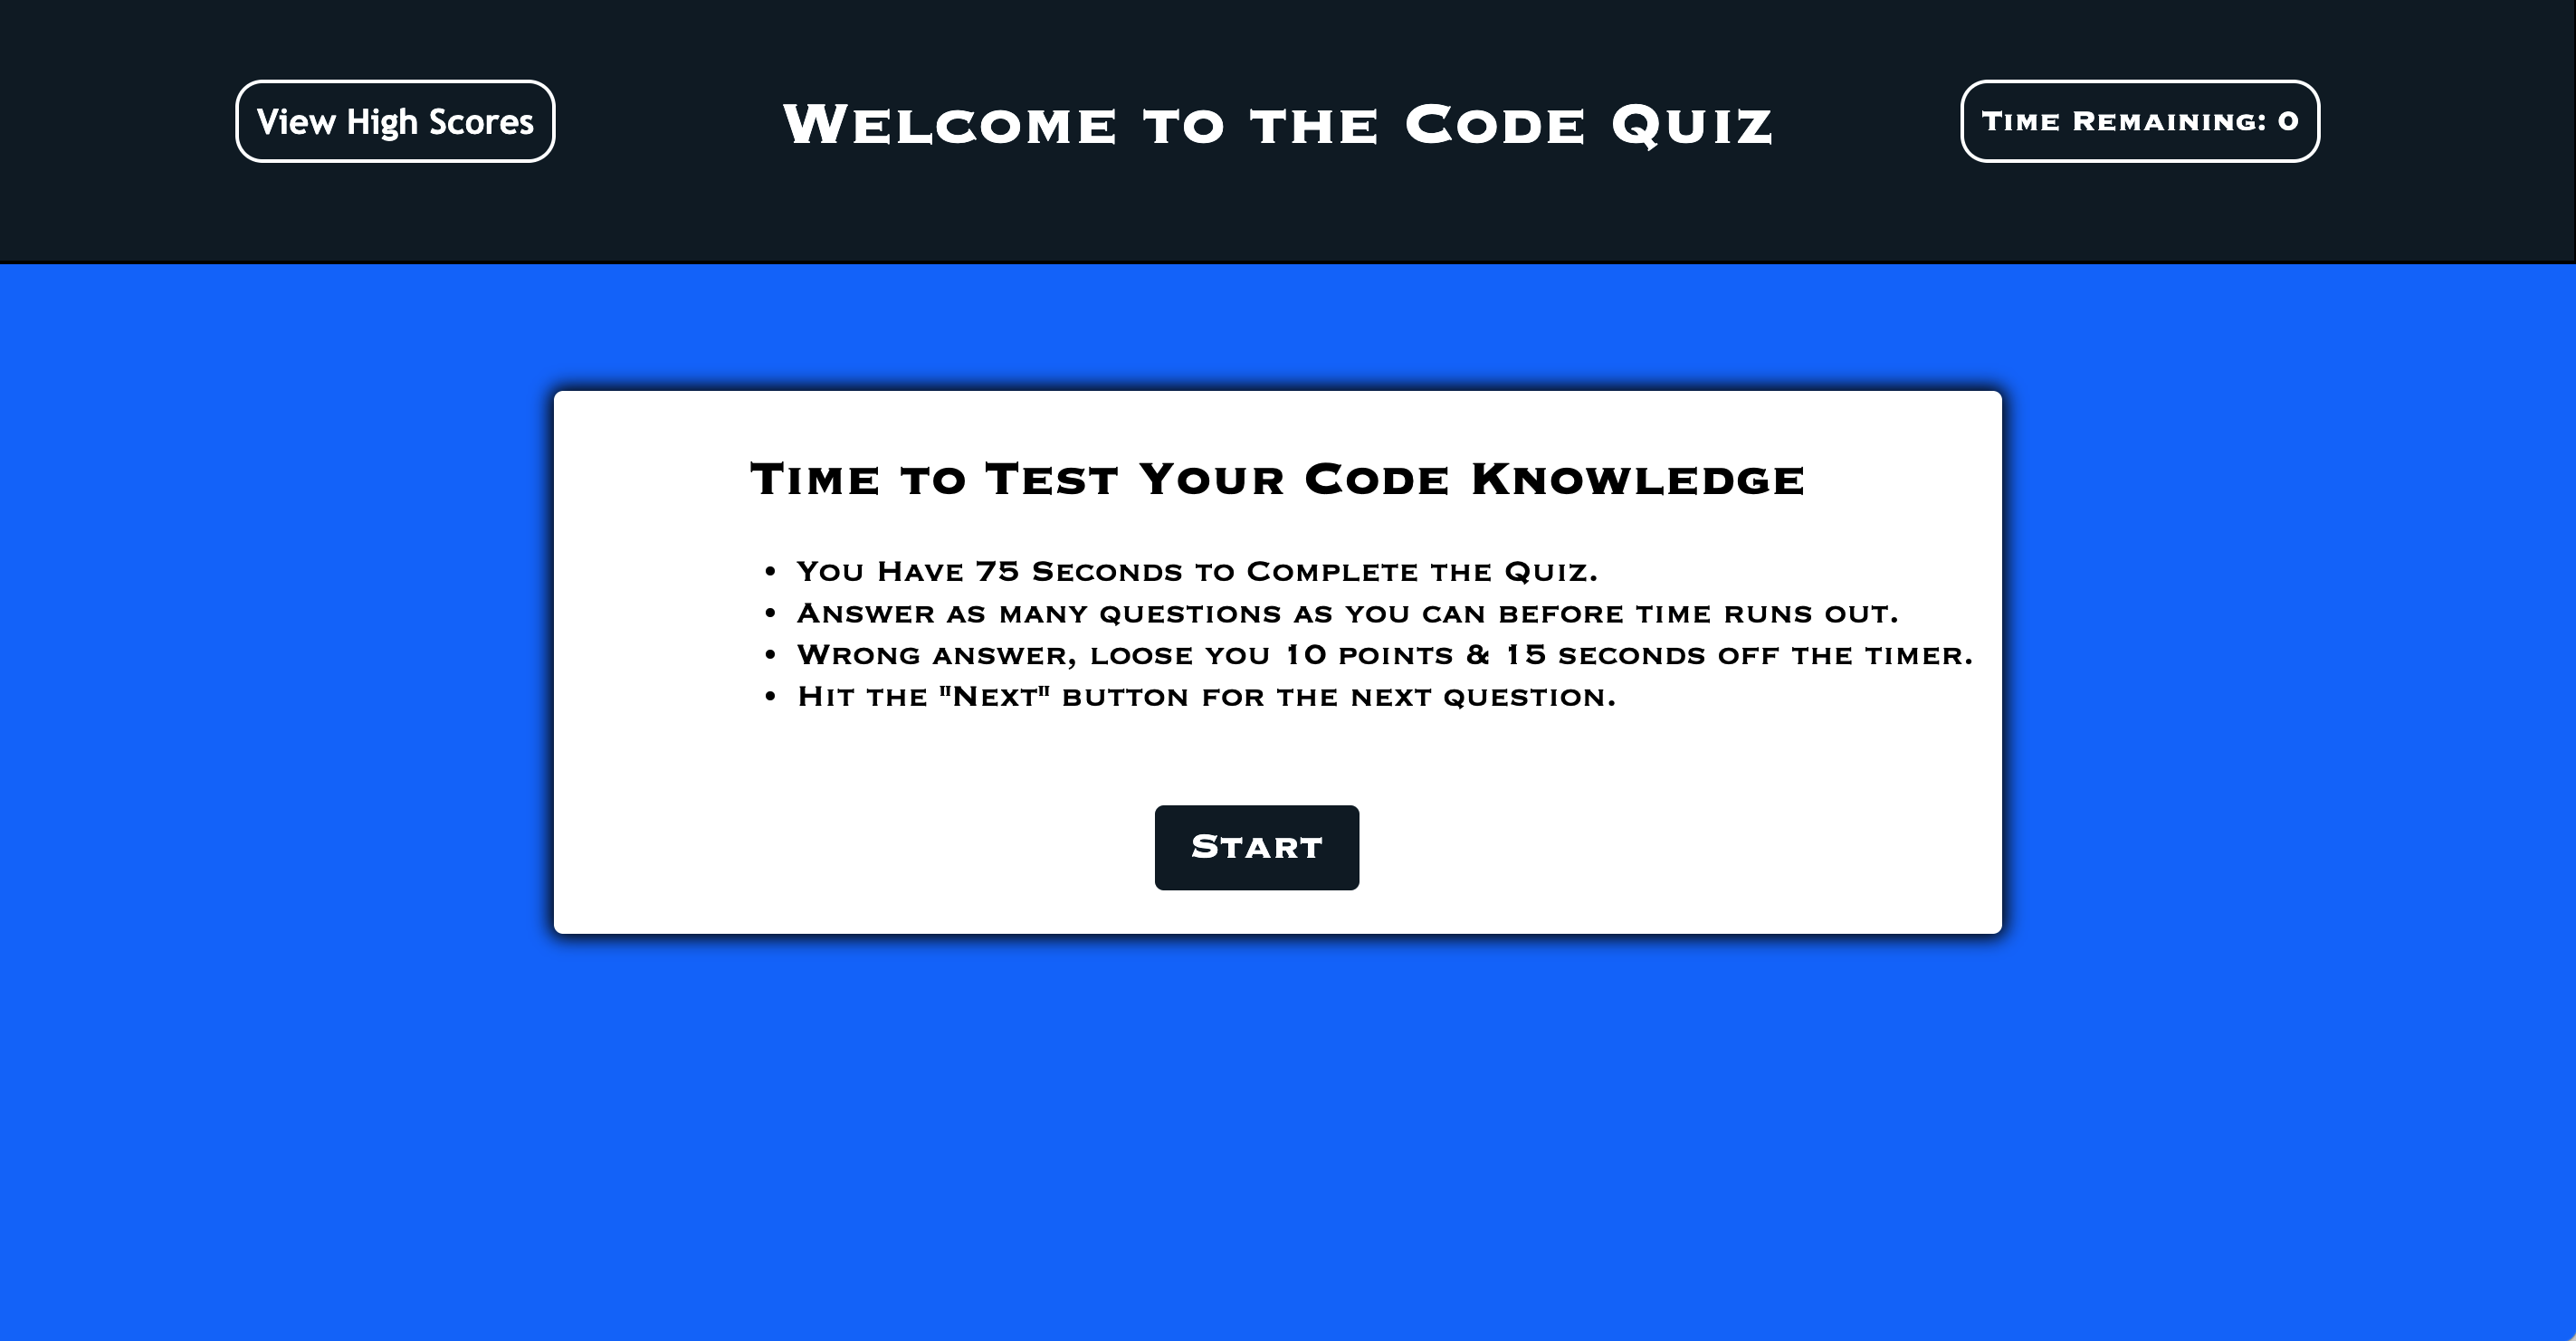 View High Scores
Welcome to the Code Quiz
Time Remaining: 0
Time to Test Your Code Knowledge
• You Have 75 Seconds to Complete the Quiz.
• Answer as many questions as you can before time runs out.
• Wrong answer, loose you 10 points & 15 seconds off the timer.
• Hit the "Next" button for the next question.
Start